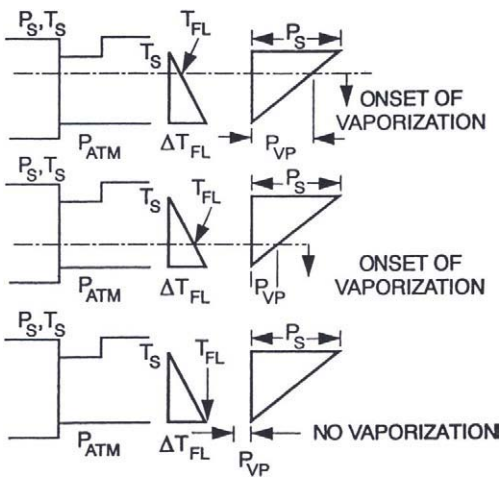 P_S, T_S
T_FL
T_S
P_S
P_ATM
ΔT_FL
P_VP
ONSET OF
VAPORIZATION
P_S, T_S
T_FL
T_S
P_S
P_ATM
ΔT_FL
P_VP
ONSET OF
VAPORIZATION
P_S, T_S
T_FL
T_S
P_S
P_ATM
ΔT_FL
P_VP
NO VAPORIZATION